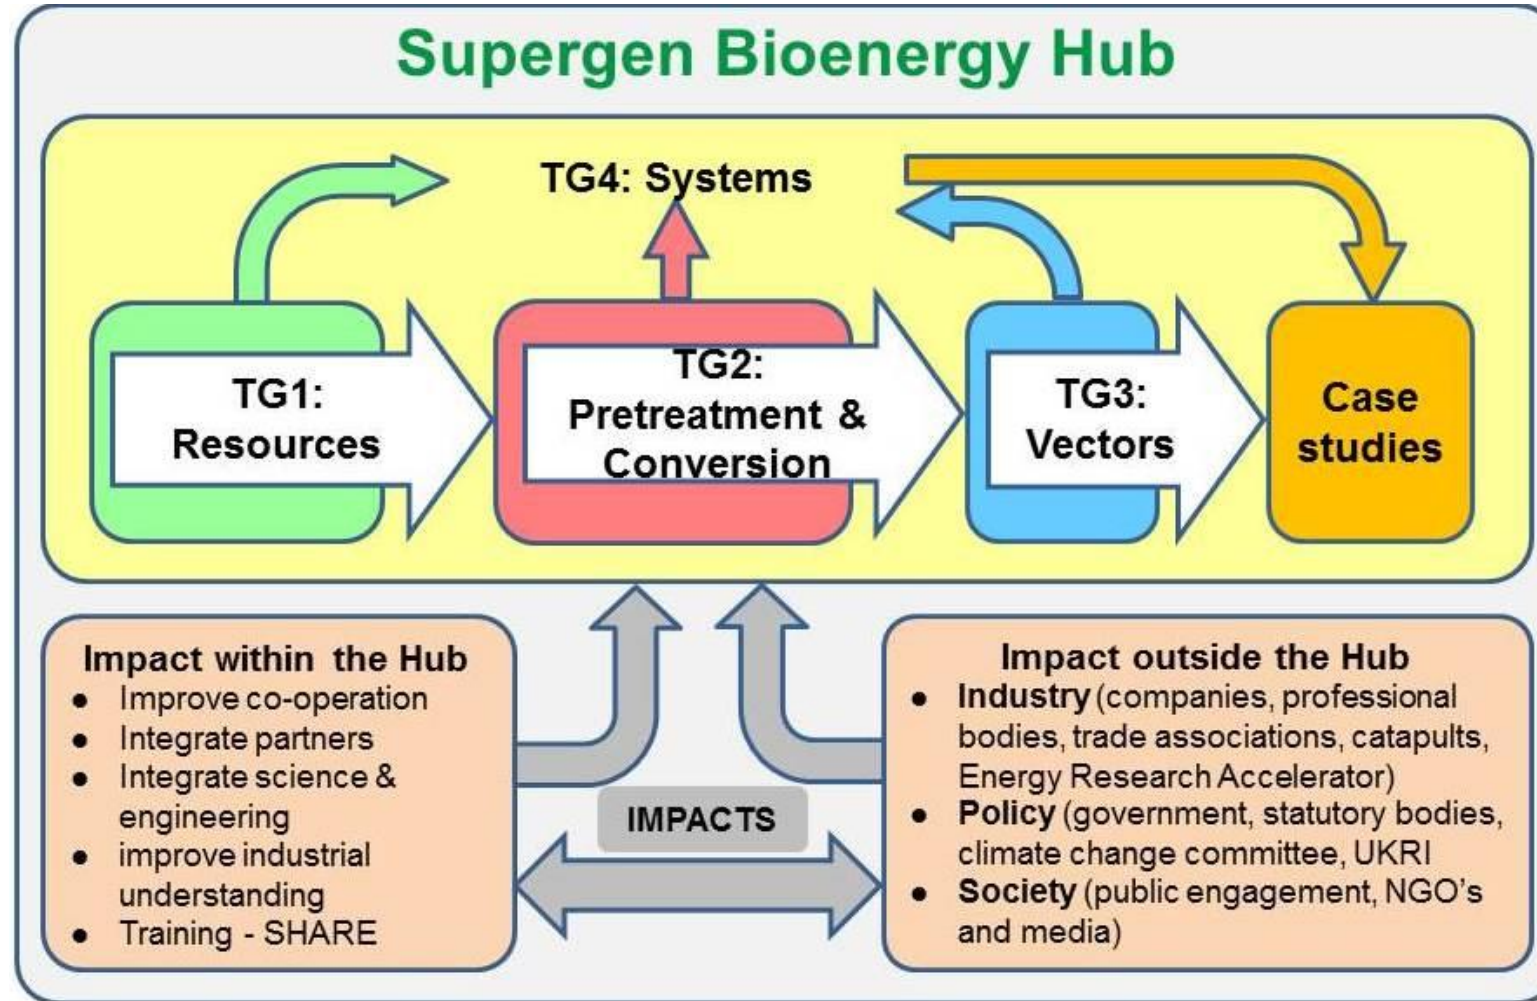 Supergen Bioenergy Hub
TG4: Systems
TG1:
Resources
TG2:
Pretreatment &
Conversion
TG3:
Vectors
Case
studies
Impact within the Hub
● Improve co-operation
● Integrate partners
● Integrate science &
engineering
● improve industrial
understanding
● Training - SHARE
IMPACTS
Impact outside the Hub
● Industry (companies, professional
bodies, trade associations, catapults,
Energy Research Accelerator)
● Policy (government, statutory bodies,
climate change committee, UKRI
● Society (public engagement, NGO's
and media)